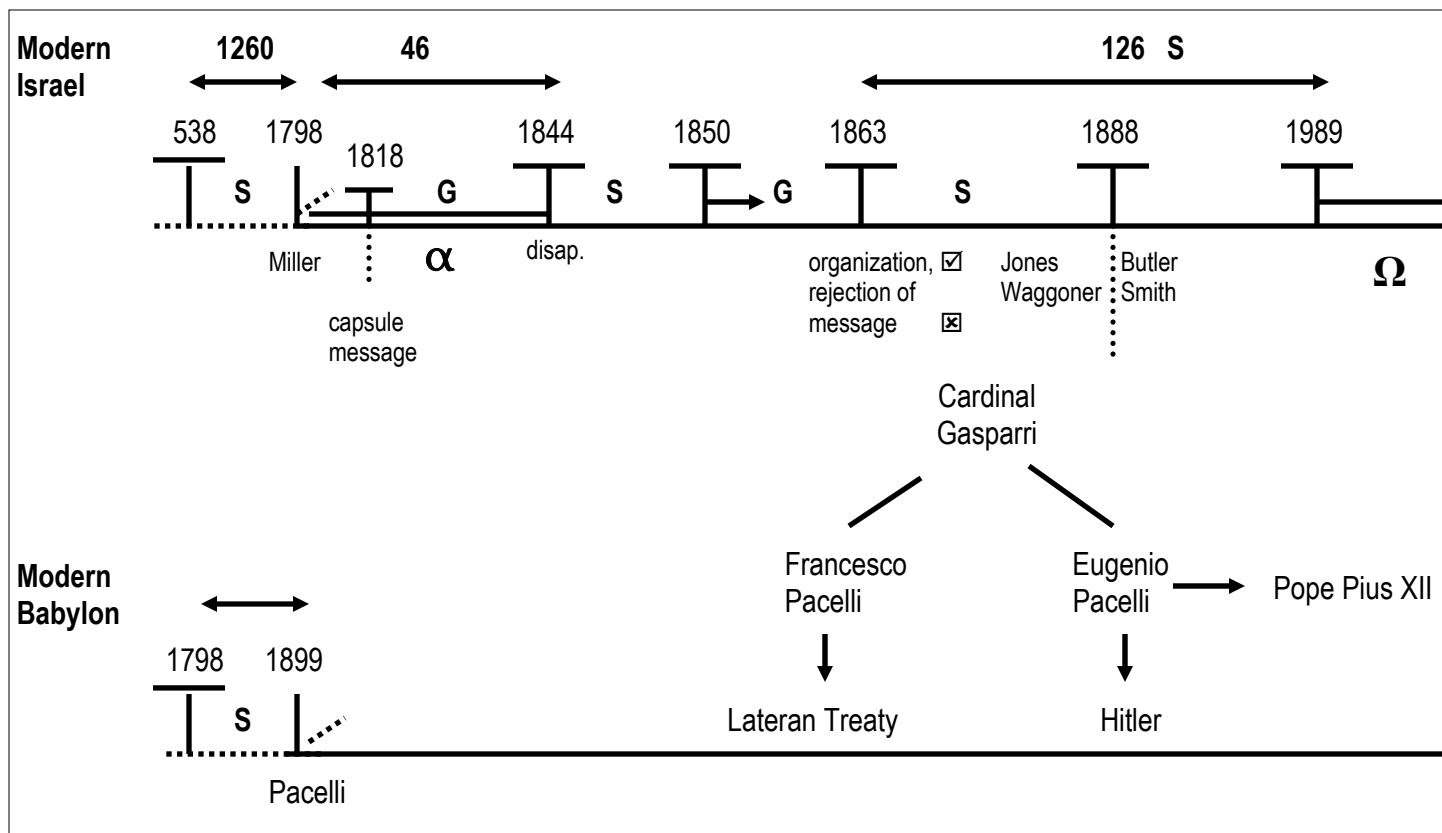 Modern
Israel
1260
46
126 S
538
1798
1818
1844
1850
1863
1888
1989
S
G
S
G
S
Miller
α
disap.
capsule
message
organization, ☑
rejection of
message ☒
Jones
Waggoner
Butler
Smith
Ω
Cardinal
Gasparri
Francesco
Pacelli
Eugenio
Pacelli
Pope Pius XII
Lateran Treaty
Hitler
Modern
Babylon
1798
1899
S
Pacelli